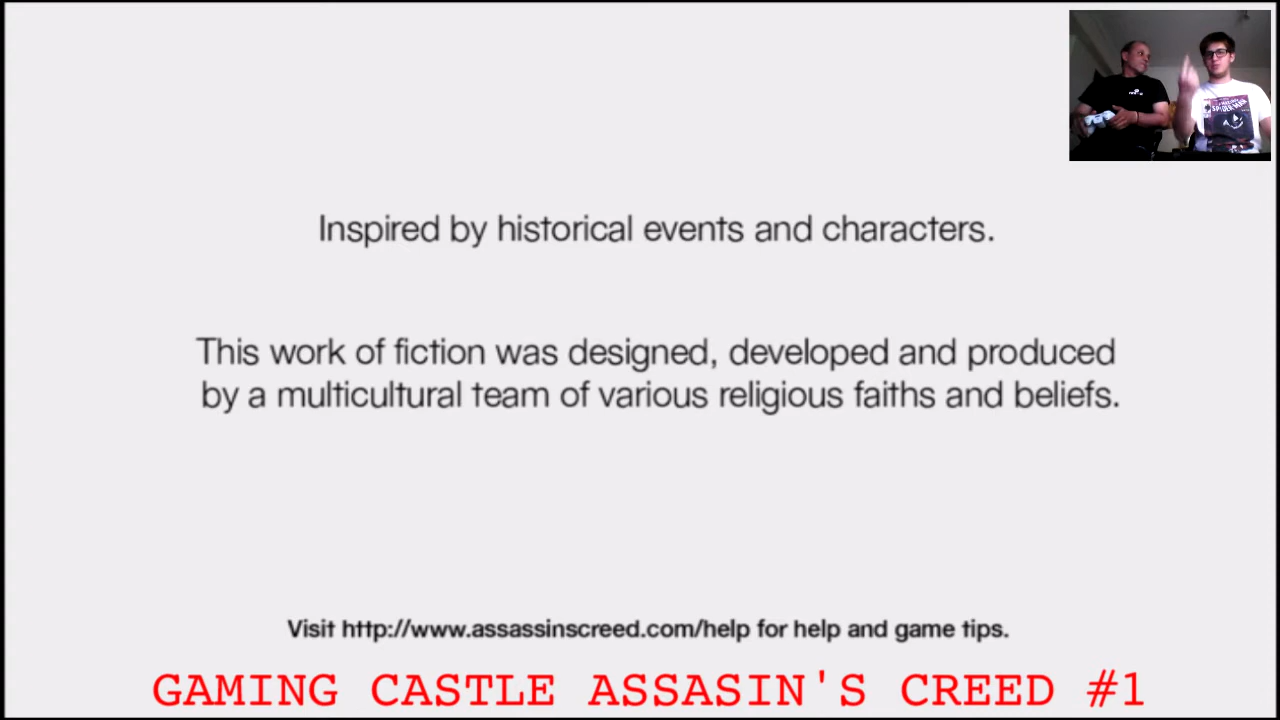 Inspired by historical events and characters.
This work of fiction was designed, developed and produced
by a multicultural team of various religious faiths and beliefs.
Visit http://www.assassinscreed.com/help for help and game tips.
GAMING CASTLE ASSASIN'S CREED #1